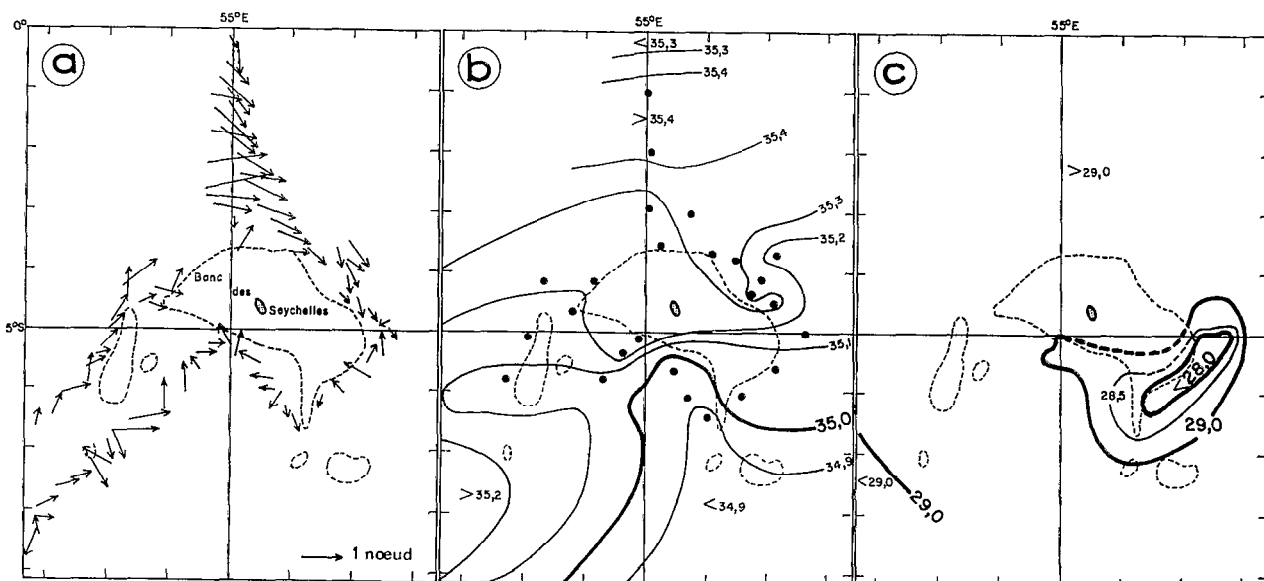 55°E
55°E
55°E
0°
a
b
c
<35,3
35,3
35,4
>35,4
35,4
>29,0
35,3
35,2
Banc
des
Seychelles
5°S
35,1
<28,0
28,5
35,0
29,0
34,9
>35,2
<34,9
<29,0
29,0
1 nœud